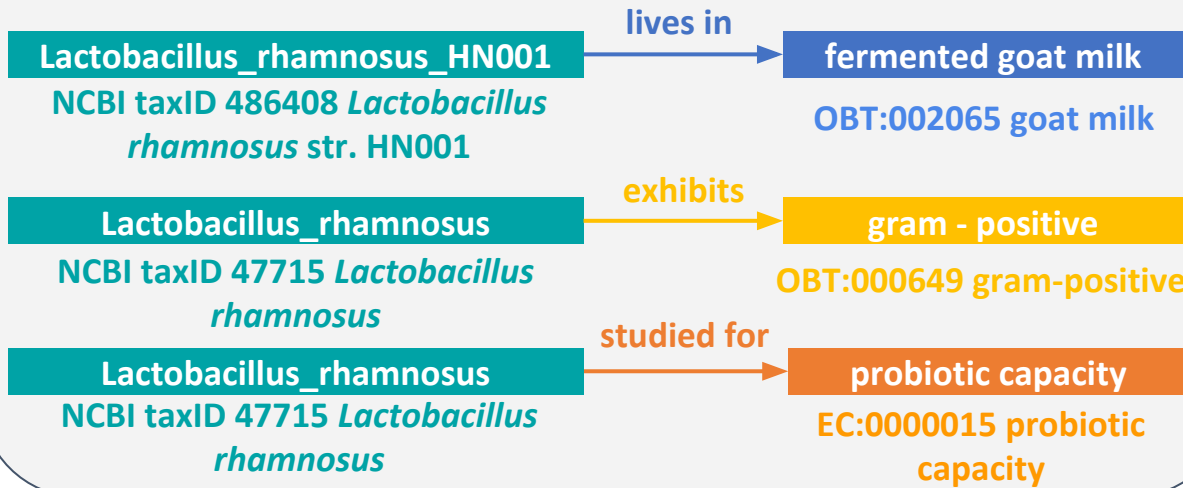 lives in
Lactobacillus_rhamnosus_HN001
fermented goat milk
NCBI taxID 486408 Lactobacillus
rhamnosus str. HN001
OBT:002065 goat milk
exhibits
Lactobacillus_rhamnosus
gram - positive
NCBI taxID 47715 Lactobacillus
rhamnosus
OBT:000649 gram-positive
studied for
Lactobacillus_rhamnosus
probiotic capacity
NCBI taxID 47715 Lactobacillus
rhamnosus
EC:0000015 probiotic
capacity